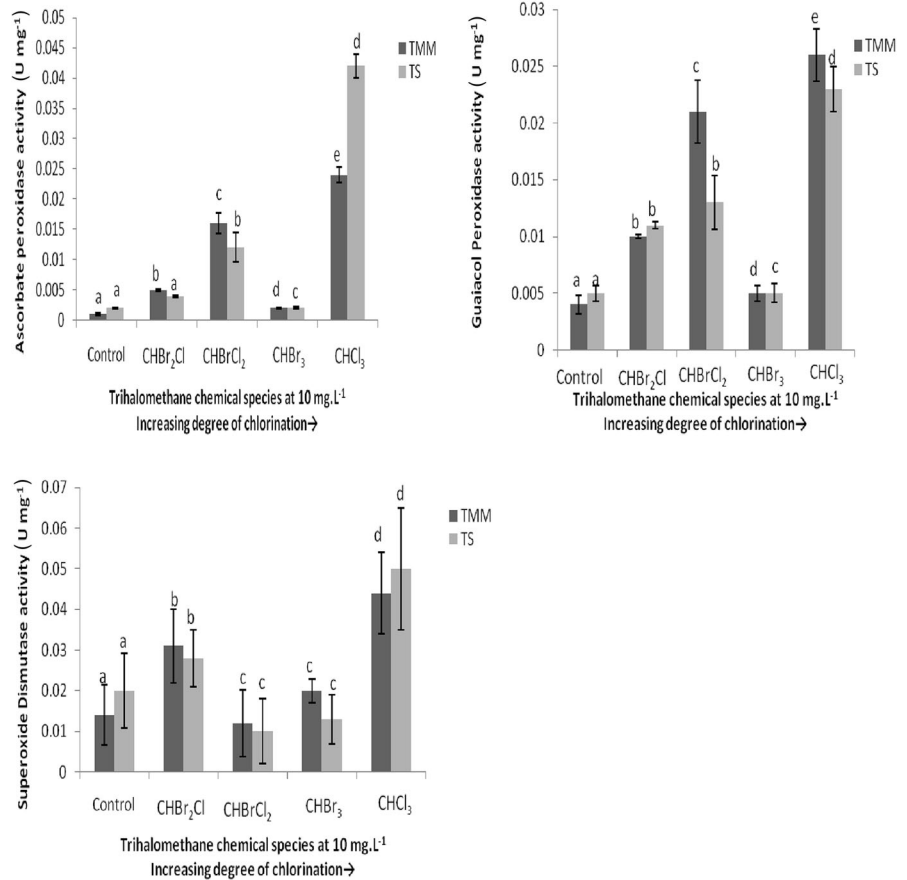 Ascorbate peroxidase activity (U mg⁻¹)
0.05
0.045
0.04
0.035
0.03
0.025
0.02
0.015
0.01
0.005
0
a a
b a
c b
d c
e d
TMM
TS
Control CHBr₂Cl CHBrCl₂ CHBr₃ CHCl₃
Trihalomethane chemical species at 10 mg.L⁻¹
Increasing degree of chlorination→
Guaiacol Peroxidase activity ( U mg⁻¹)
0.03
0.025
0.02
0.015
0.01
0.005
0
a a
b b
c b
d c
e d
TMM
TS
Control CHBr₂Cl CHBrCl₂ CHBr₃ CHCl₃
Trihalomethane chemical species at 10 mg.L⁻¹
Increasing degree of chlorination→
Superoxide Dismutase activity ( U mg⁻¹)
0.07
0.06
0.05
0.04
0.03
0.02
0.01
0
a a
b b
c c
c c
d d
TMM
TS
Control CHBr₂Cl CHBrCl₂ CHBr₃ CHCl₃
Trihalomethane chemical species at 10 mg.L⁻¹
Increasing degree of chlorination→